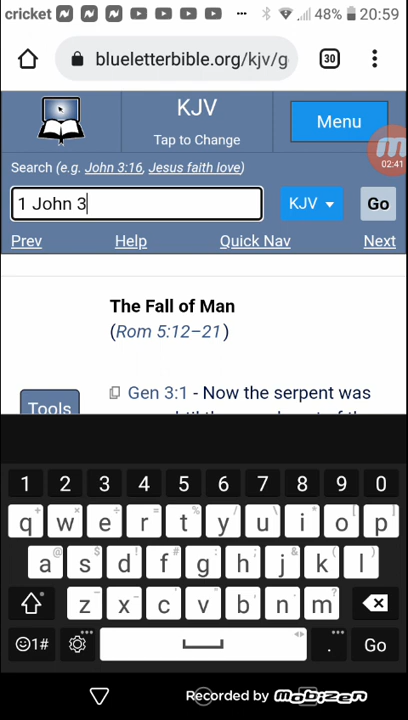 cricket 48% 20:59
blueletterbible.org/kjv/g 30
KJV
Tap to Change
Menu
02:41
Search (e.g. John 3:16, Jesus faith love)
1 John 3 KJV Go
Prev Help Quick Nav Next
The Fall of Man
(Rom 5:12–21)
Gen 3:1 - Now the serpent was
Tools
1 2 3 4 5 6 7 8 9 0
q w e r t y u i o p
a s d f g h j k l
z x c v b n m
☺1# . Go
Recorded by mobizen